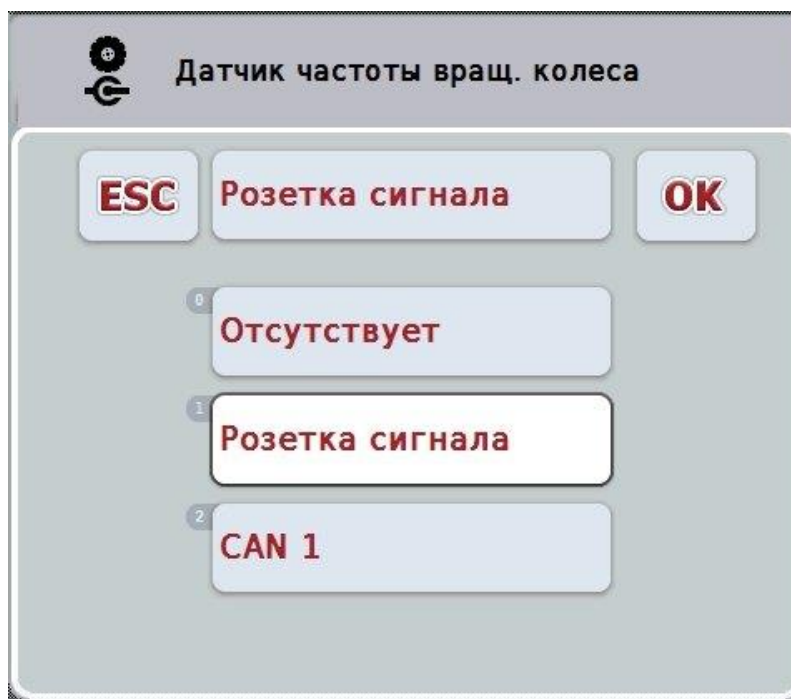 Датчик частоты вращ. колеса
ESC
Розетка сигнала
OK
0
Отсутствует
1
Розетка сигнала
2
CAN 1